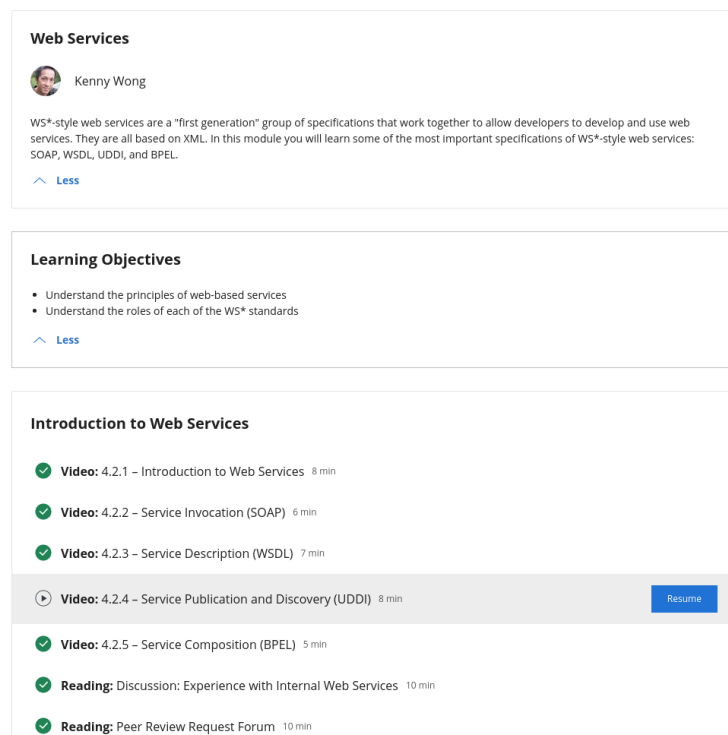 Web Services
Kenny Wong
WS*-style web services are a "first generation" group of specifications that work together to allow developers to develop and use web
services. They are all based on XML. In this module you will learn some of the most important specifications of WS*-style web services:
SOAP, WSDL, UDDI, and BPEL.
Less
Learning Objectives
Understand the principles of web-based services
Understand the roles of each of the WS* standards
Less
Introduction to Web Services
Video: 4.2.1 – Introduction to Web Services 8 min
Video: 4.2.2 – Service Invocation (SOAP) 6 min
Video: 4.2.3 – Service Description (WSDL) 7 min
Video: 4.2.4 – Service Publication and Discovery (UDDI) 8 min Resume
Video: 4.2.5 – Service Composition (BPEL) 5 min
Reading: Discussion: Experience with Internal Web Services 10 min
Reading: Peer Review Request Forum 10 min